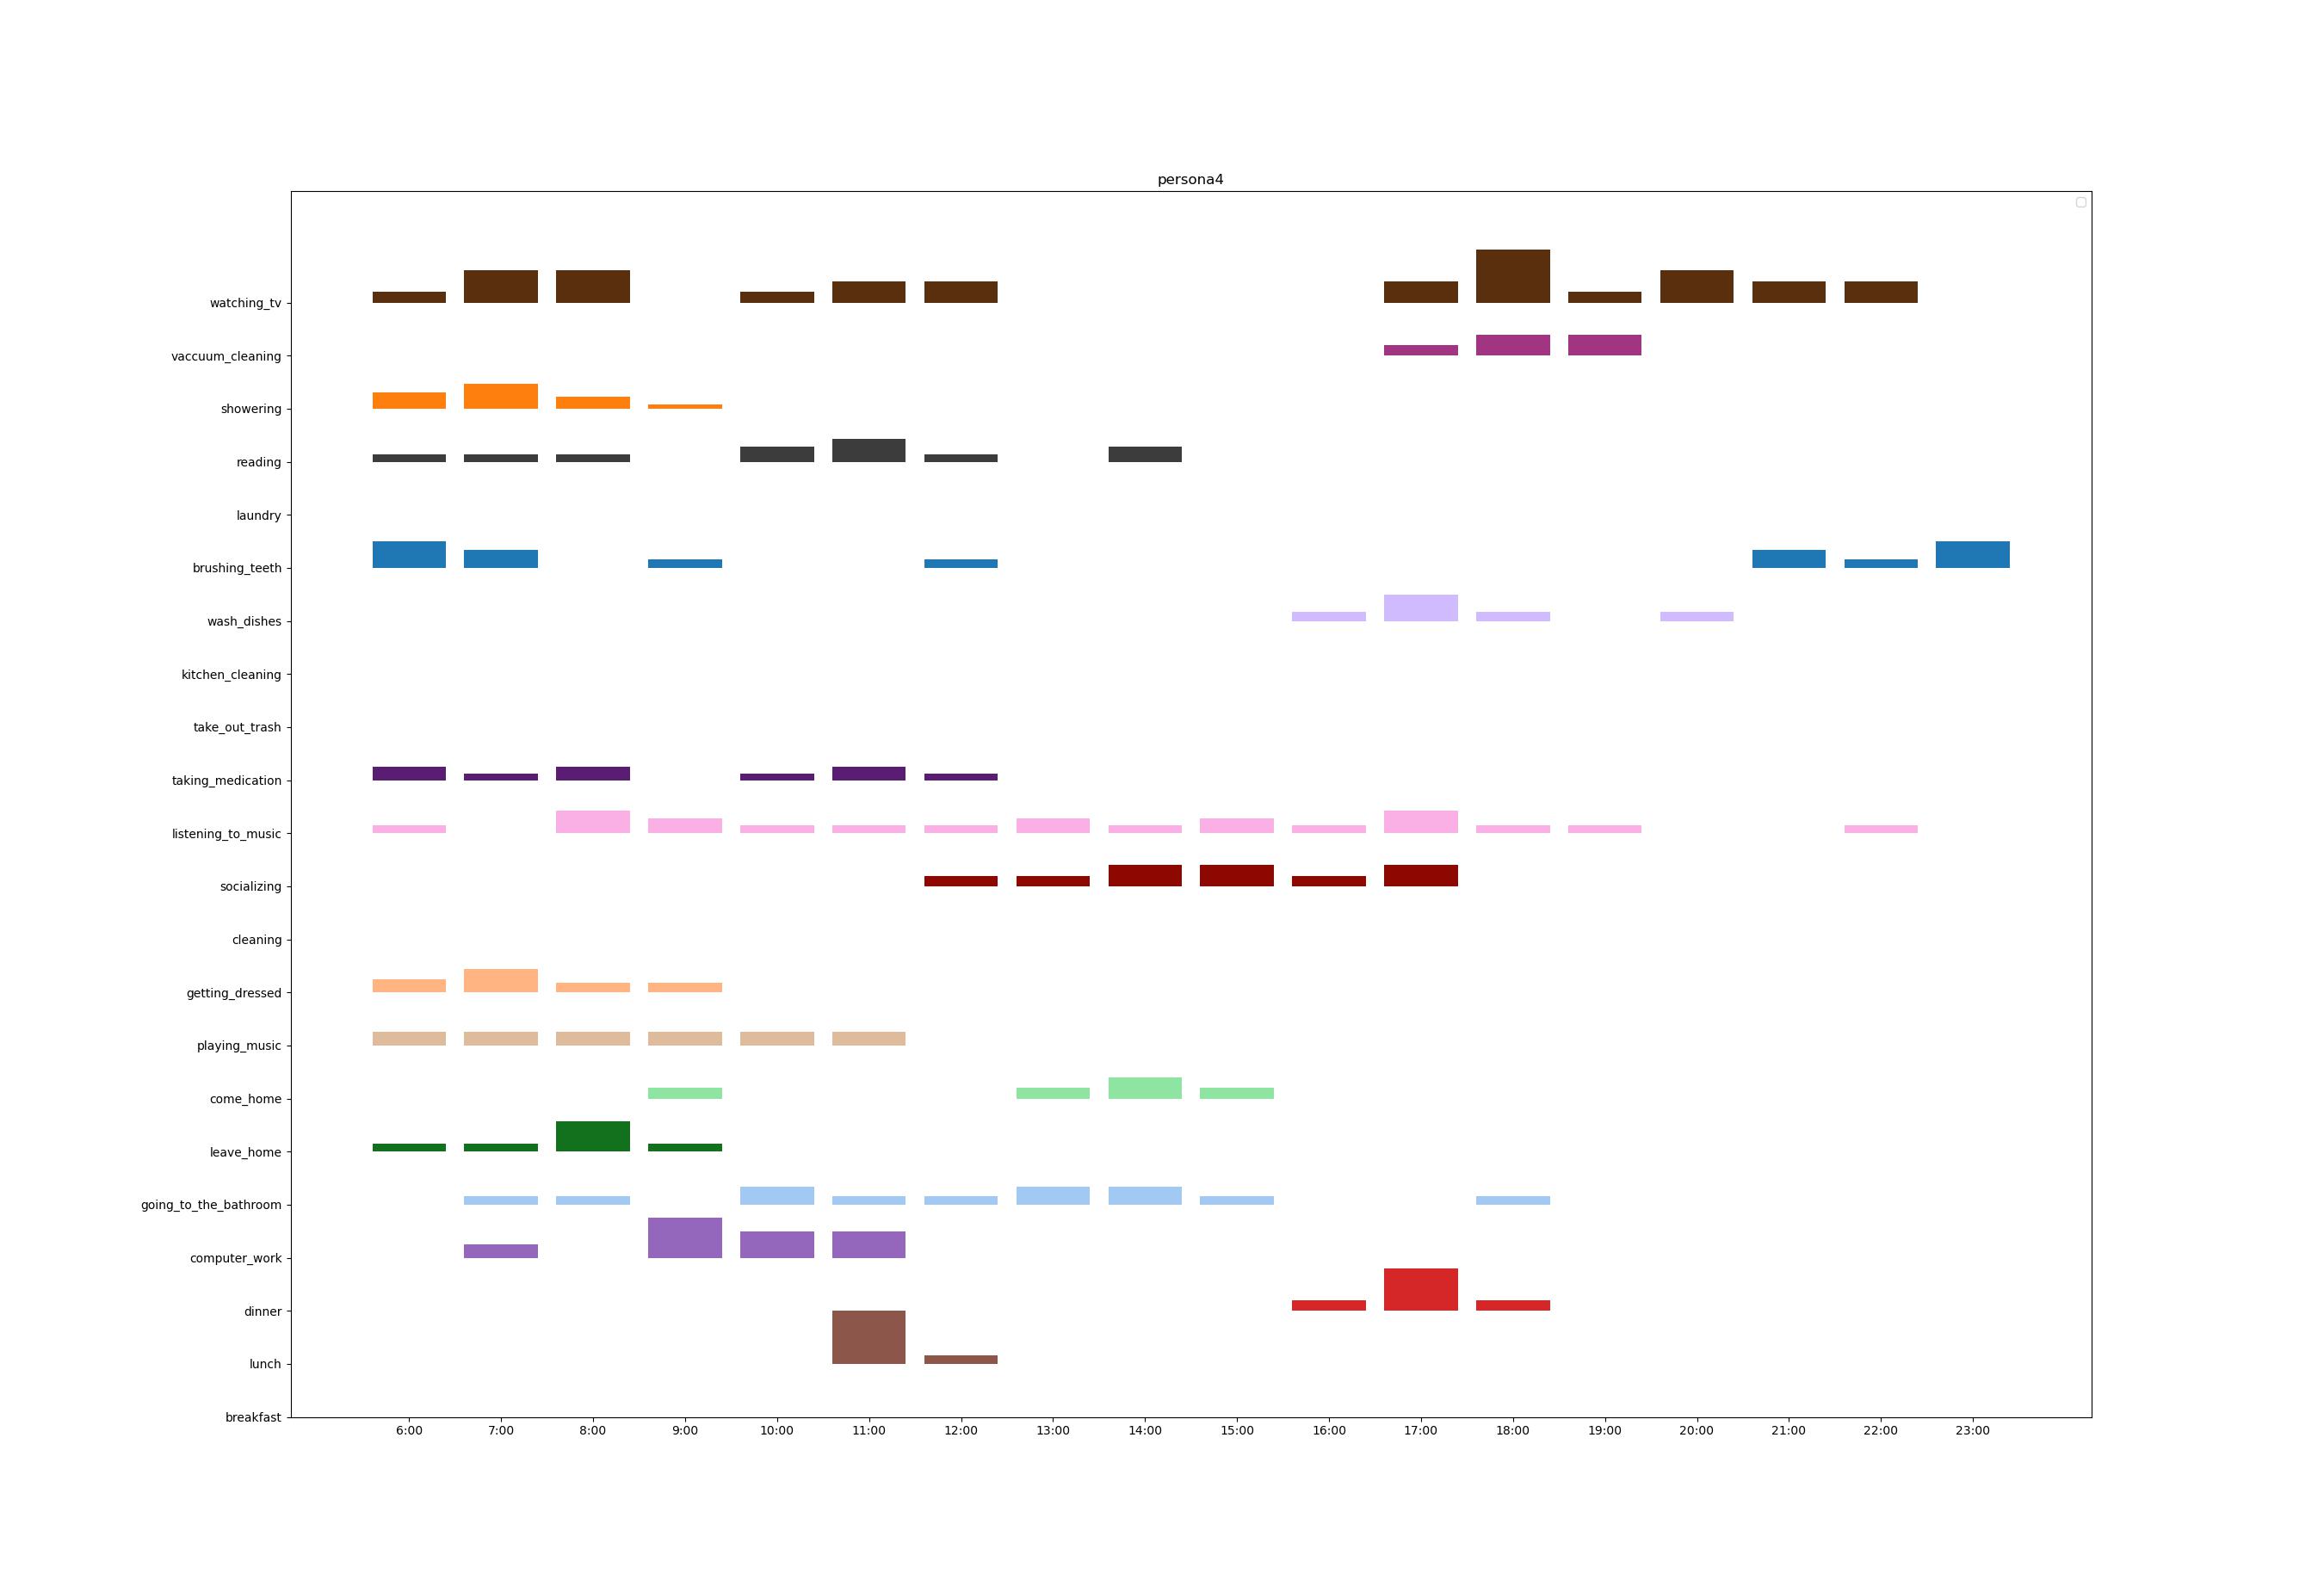 persona4
watching_tv
vaccuum_cleaning
showering
reading
laundry
brushing_teeth
wash_dishes
kitchen_cleaning
take_out_trash
taking_medication
listening_to_music
socializing
cleaning
getting_dressed
playing_music
come_home
leave_home
going_to_the_bathroom
computer_work
dinner
lunch
breakfast
6:00 7:00 8:00 9:00 10:00 11:00 12:00 13:00 14:00 15:00 16:00 17:00 18:00 19:00 20:00 21:00 22:00 23:00